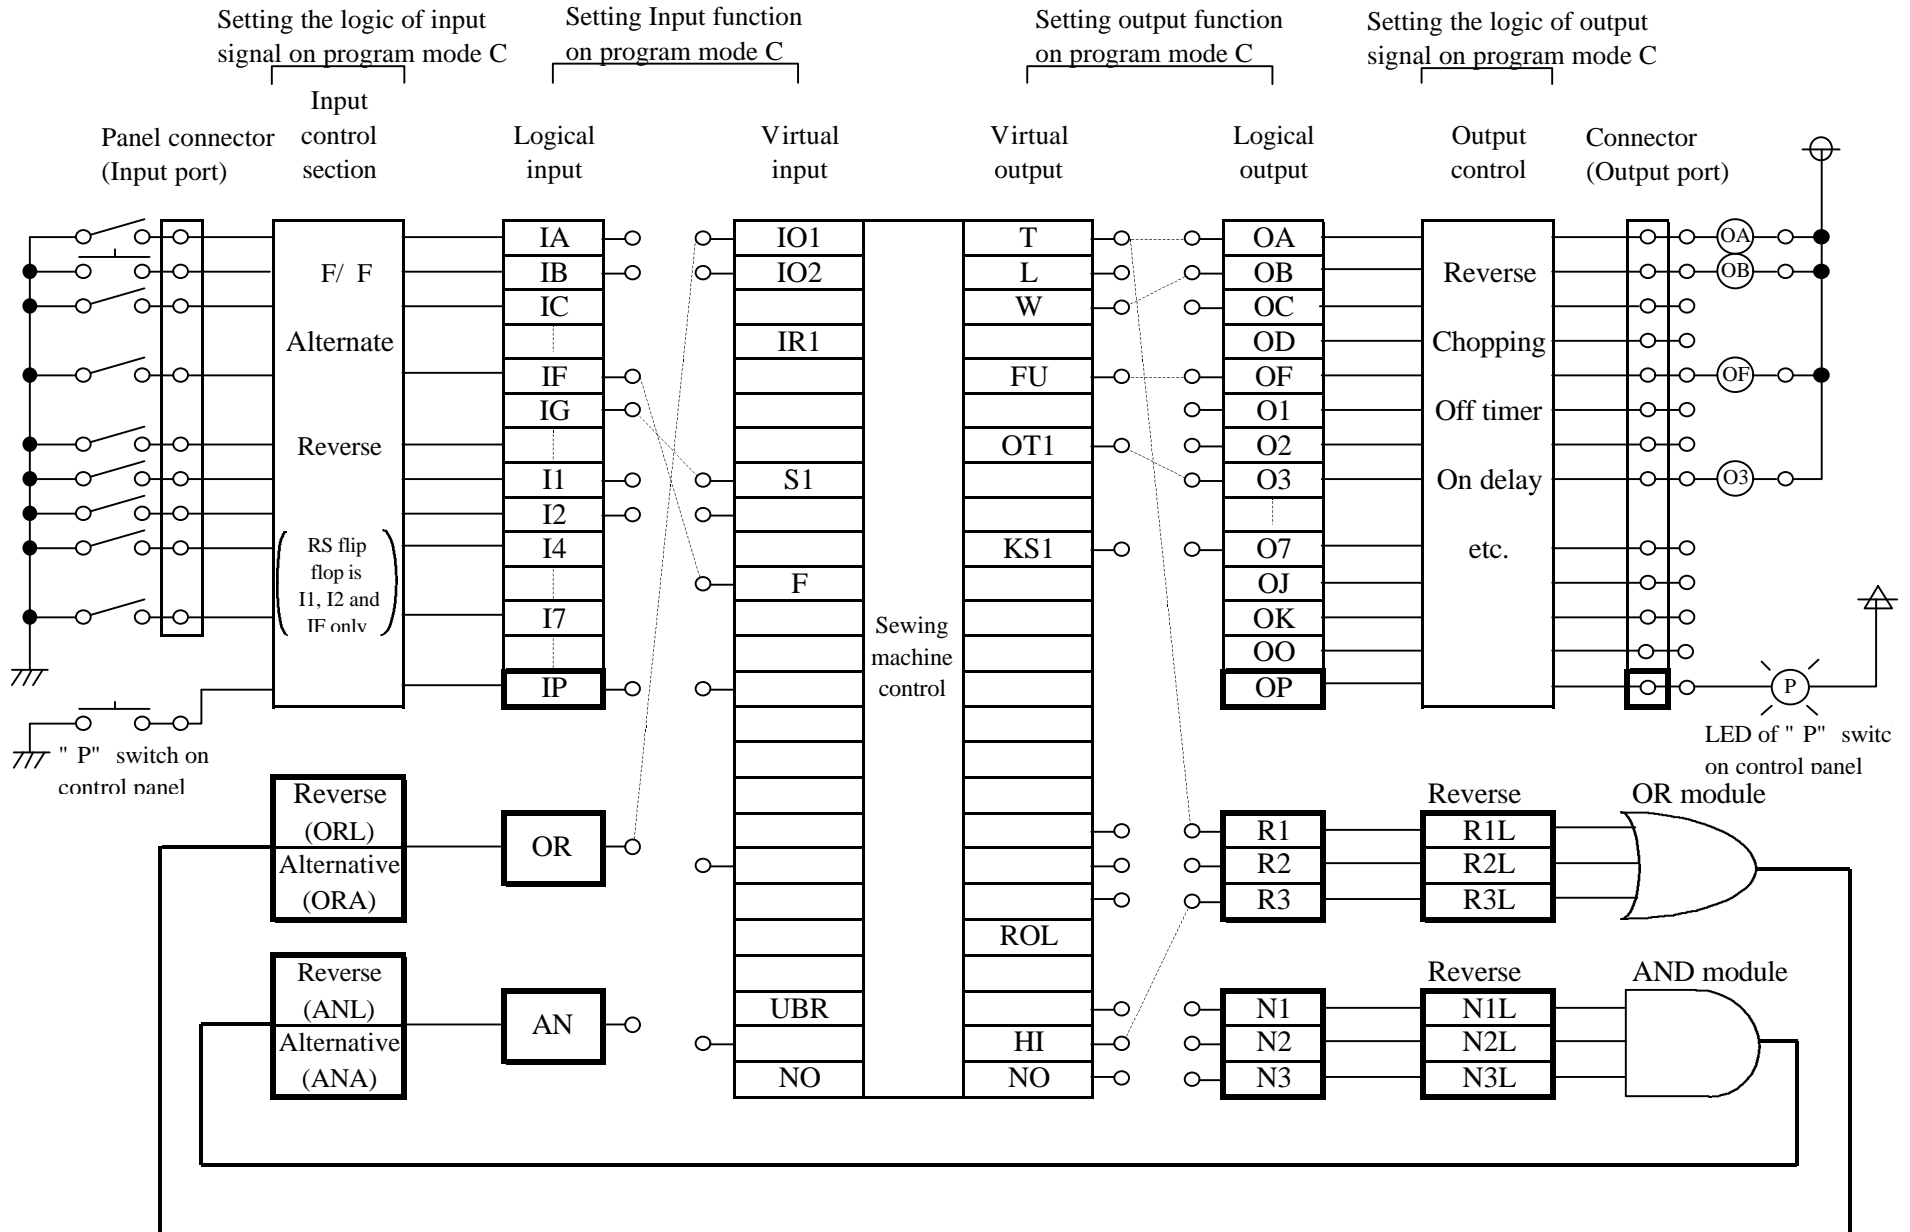 Setting the logic of input
signal on program mode C
Setting Input function
on program mode C
Setting output function
on program mode C
Setting the logic of output
signal on program mode C
Panel connector
(Input port)
Input
control
section
Logical
input
Virtual
input
Virtual
output
Logical
output
Output
control
Connector
(Output port)
F/ F
Alternate
Reverse
RS flip
flop is
I1, I2 and
IF only
IA
IB
IC
IF
IG
I1
I2
I4
I7
IP
IO1
IO2
IR1
S1
F
UBR
NO
Sewing
machine
control
T
L
W
FU
OT1
KS1
ROL
HI
NO
OA
OB
OC
OD
OF
O1
O2
O3
O7
OJ
OK
OO
OP
Reverse
Chopping
Off timer
On delay
etc.
OA
OB
OF
O3
P
LED of " P" switc
on control panel
" P" switch on
control panel
Reverse
(ORL)
Alternative
(ORA)
OR
Reverse
(ANL)
Alternative
(ANA)
AN
R1
R2
R3
Reverse
R1L
R2L
R3L
OR module
N1
N2
N3
Reverse
N1L
N2L
N3L
AND module